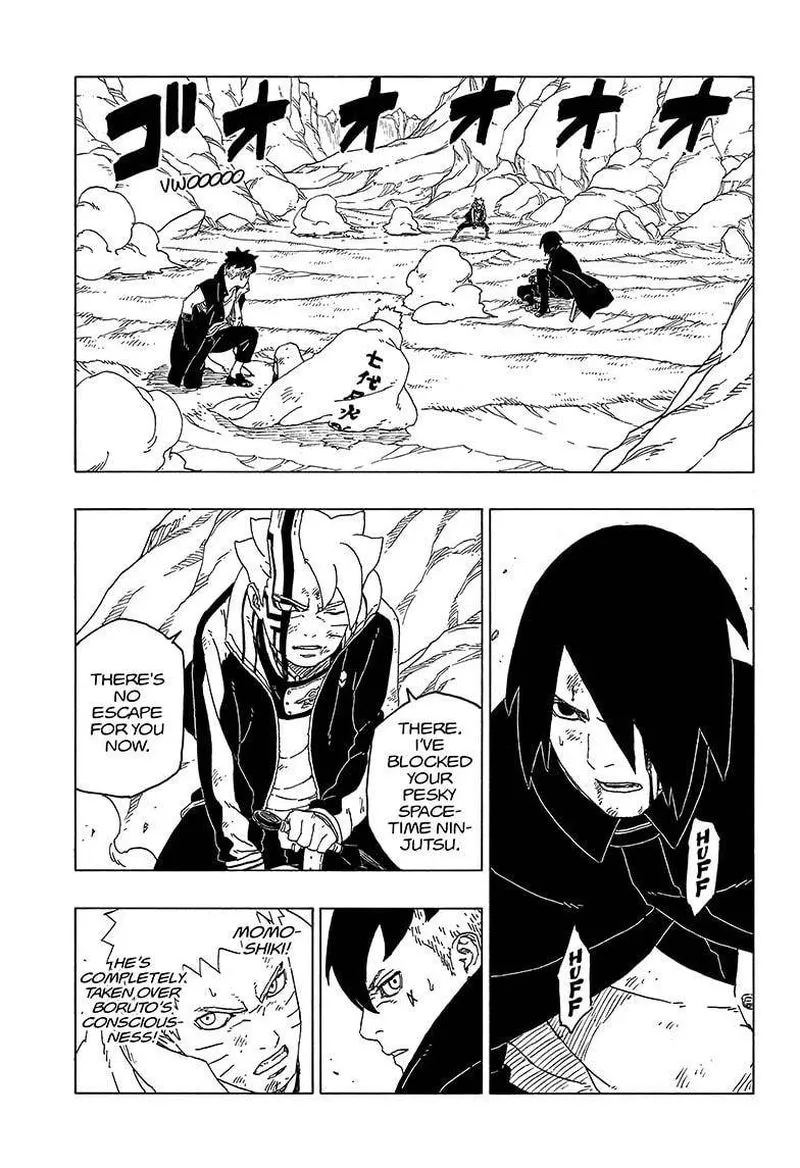 ゴオオオオオ
VWOOOOO
七代目火
THERE.
I'VE
BLOCKED
YOUR
PESKY
SPACE-
TIME NIN-
JUTSU.
THERE'S
NO
ESCAPE
FOR YOU
NOW.
HUFF
HUFF
MOMO-
SHIKI!
HE'S
COMPLETELY
TAKEN OVER
BORUTO'S
CONSCIOUS-
NESS!